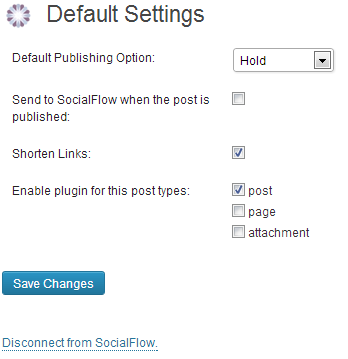 Default Settings
Default Publishing Option: Hold
Send to SocialFlow when the post is
published:
Shorten Links:
Enable plugin for this post types: post
page
attachment
Save Changes
Disconnect from SocialFlow.